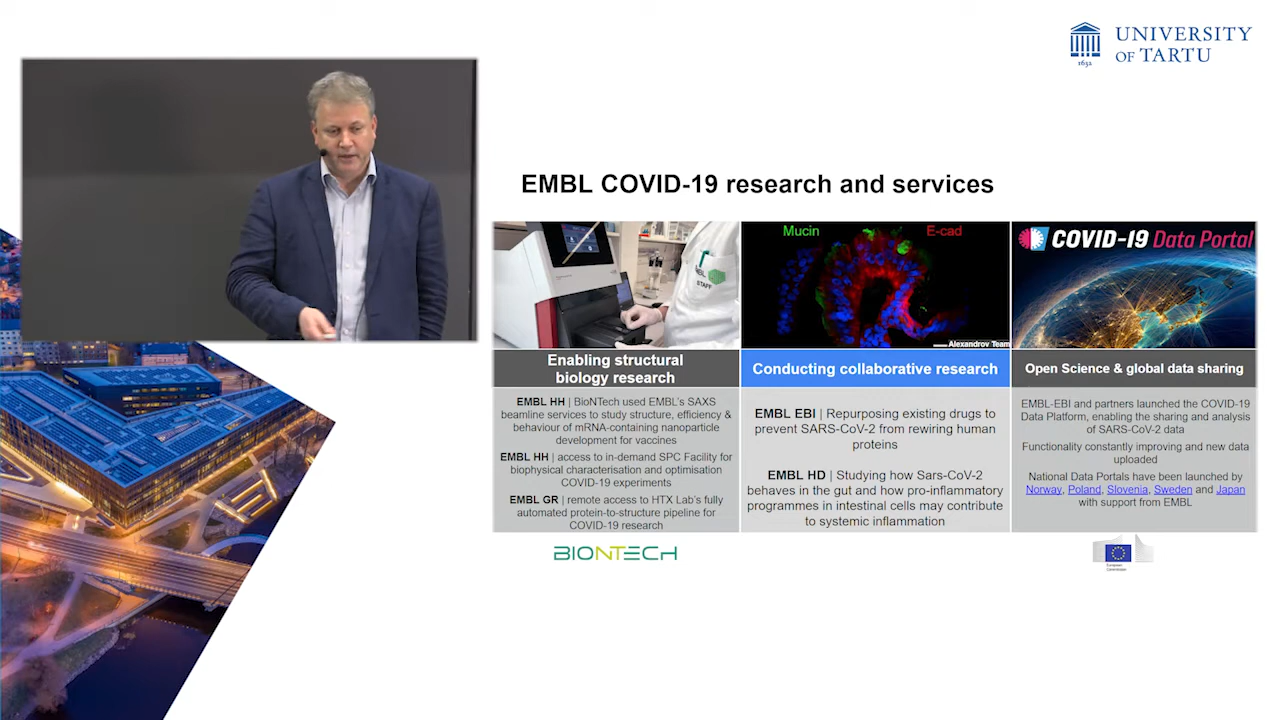 UNIVERSITY
OF TARTU
1632
EMBL COVID-19 research and services
STAFF
Mucin
E-cad
Alexandrov Team
COVID-19 Data Portal
Enabling structural
biology research
EMBL HH | BioNTech used EMBL's SAXS
beamline services to study structure, efficiency &
behaviour of mRNA-containing nanoparticle
development for vaccines
EMBL HH | access to in-demand SPC Facility for
biophysical characterisation and optimisation
COVID-19 experiments
EMBL GR | remote access to HTX Lab's fully
automated protein-to-structure pipeline for
COVID-19 research
BIONTECH
Conducting collaborative research
EMBL EBI | Repurposing existing drugs to
prevent SARS-CoV-2 from rewiring human
proteins
EMBL HD | Studying how Sars-CoV-2
behaves in the gut and how pro-inflammatory
programmes in intestinal cells may contribute
to systemic inflammation
Open Science & global data sharing
EMBL-EBI and partners launched the COVID-19
Data Platform, enabling the sharing and analysis
of SARS-CoV-2 data
Functionality constantly improving and new data
uploaded
National Data Portals have been launched by
Norway, Poland, Slovenia, Sweden and Japan
with support from EMBL
European
Commission